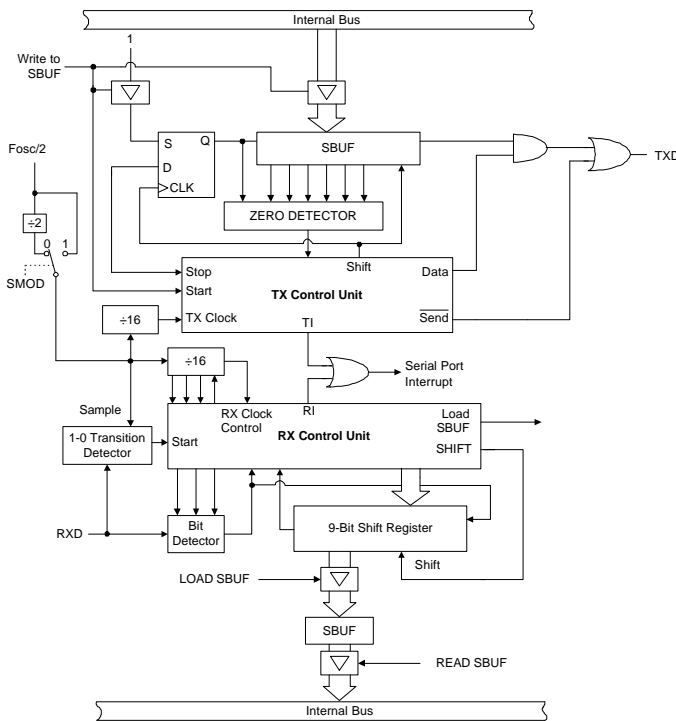 Internal Bus
1
Write to
SBUF
S
Q
D
CLK
SBUF
TXD
Fosc/2
ZERO DETECTOR
÷2
0 1
SMOD
Shift
Stop
Data
Start
TX Control Unit
÷16
TX Clock
TI
Send
÷16
Serial Port
Interrupt
Sample
RX Clock
Control
RI
Load
SBUF
1-0 Transition
Detector
Start
RX Control Unit
SHIFT
RXD
Bit
Detector
9-Bit Shift Register
Shift
LOAD SBUF
SBUF
READ SBUF
Internal Bus